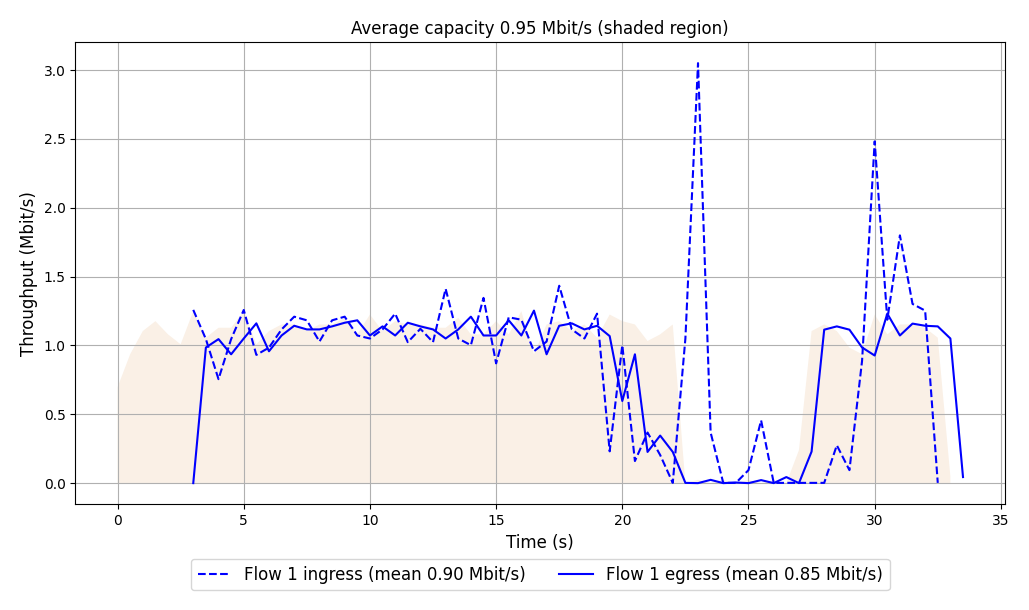 Average capacity 0.95 Mbit/s (shaded region)
Throughput (Mbit/s)
3.0
2.5
2.0
1.5
1.0
0.5
0.0
0 5 10 15 20 25 30 35
Time (s)
Flow 1 ingress (mean 0.90 Mbit/s) Flow 1 egress (mean 0.85 Mbit/s)